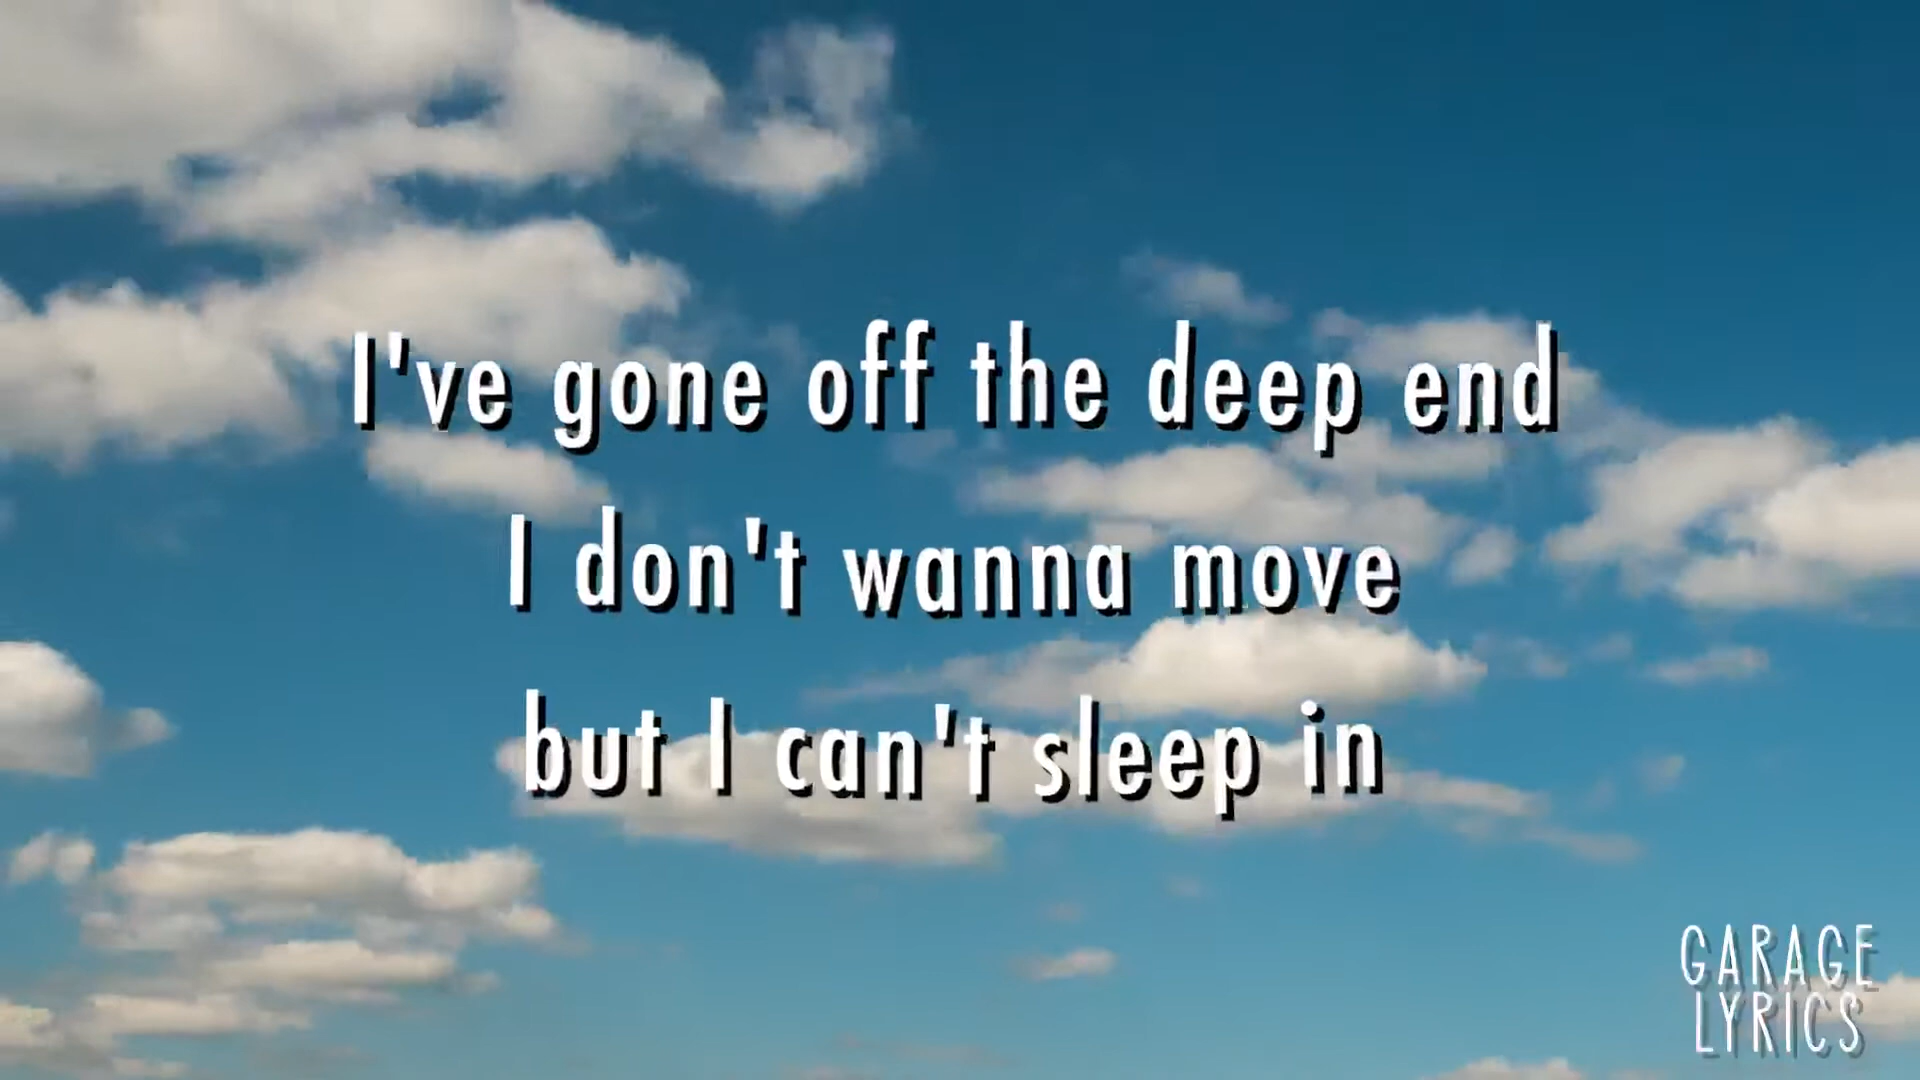 I've gone off the deep end
I don't wanna move
but I can't sleep in
GARAGE
LYRICS